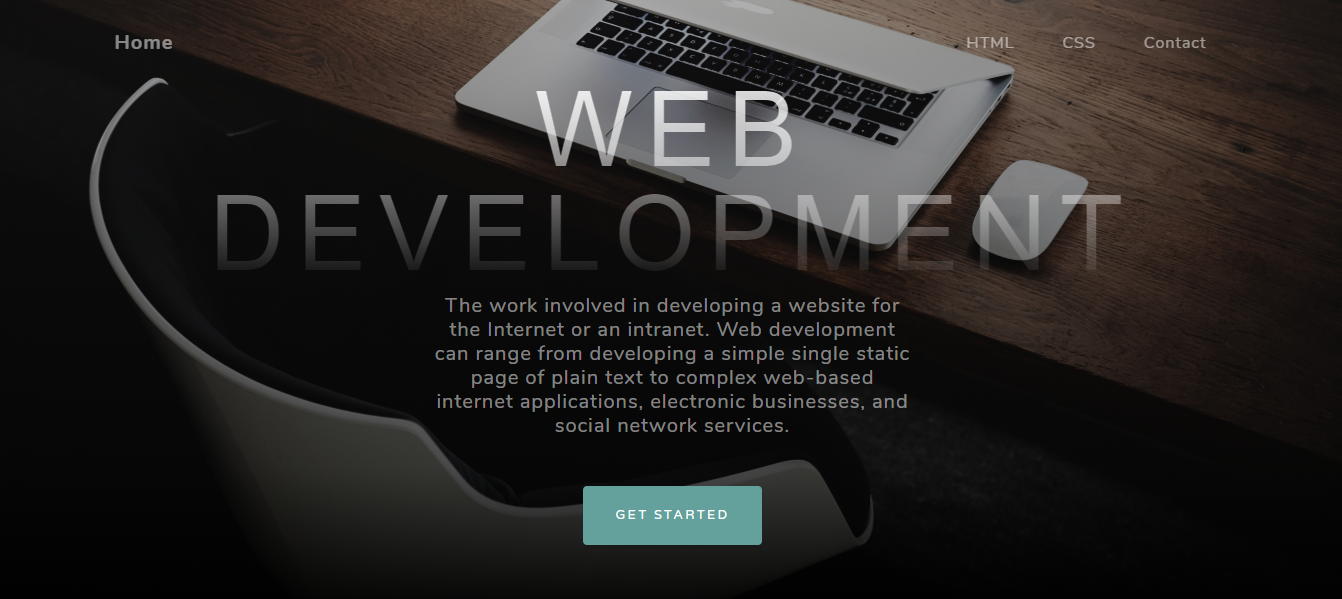 Home HTML CSS Contact
WEB
DEVELOPMENT
The work involved in developing a website for
the Internet or an intranet. Web development
can range from developing a simple single static
page of plain text to complex web-based
internet applications, electronic businesses, and
social network services.
GET STARTED